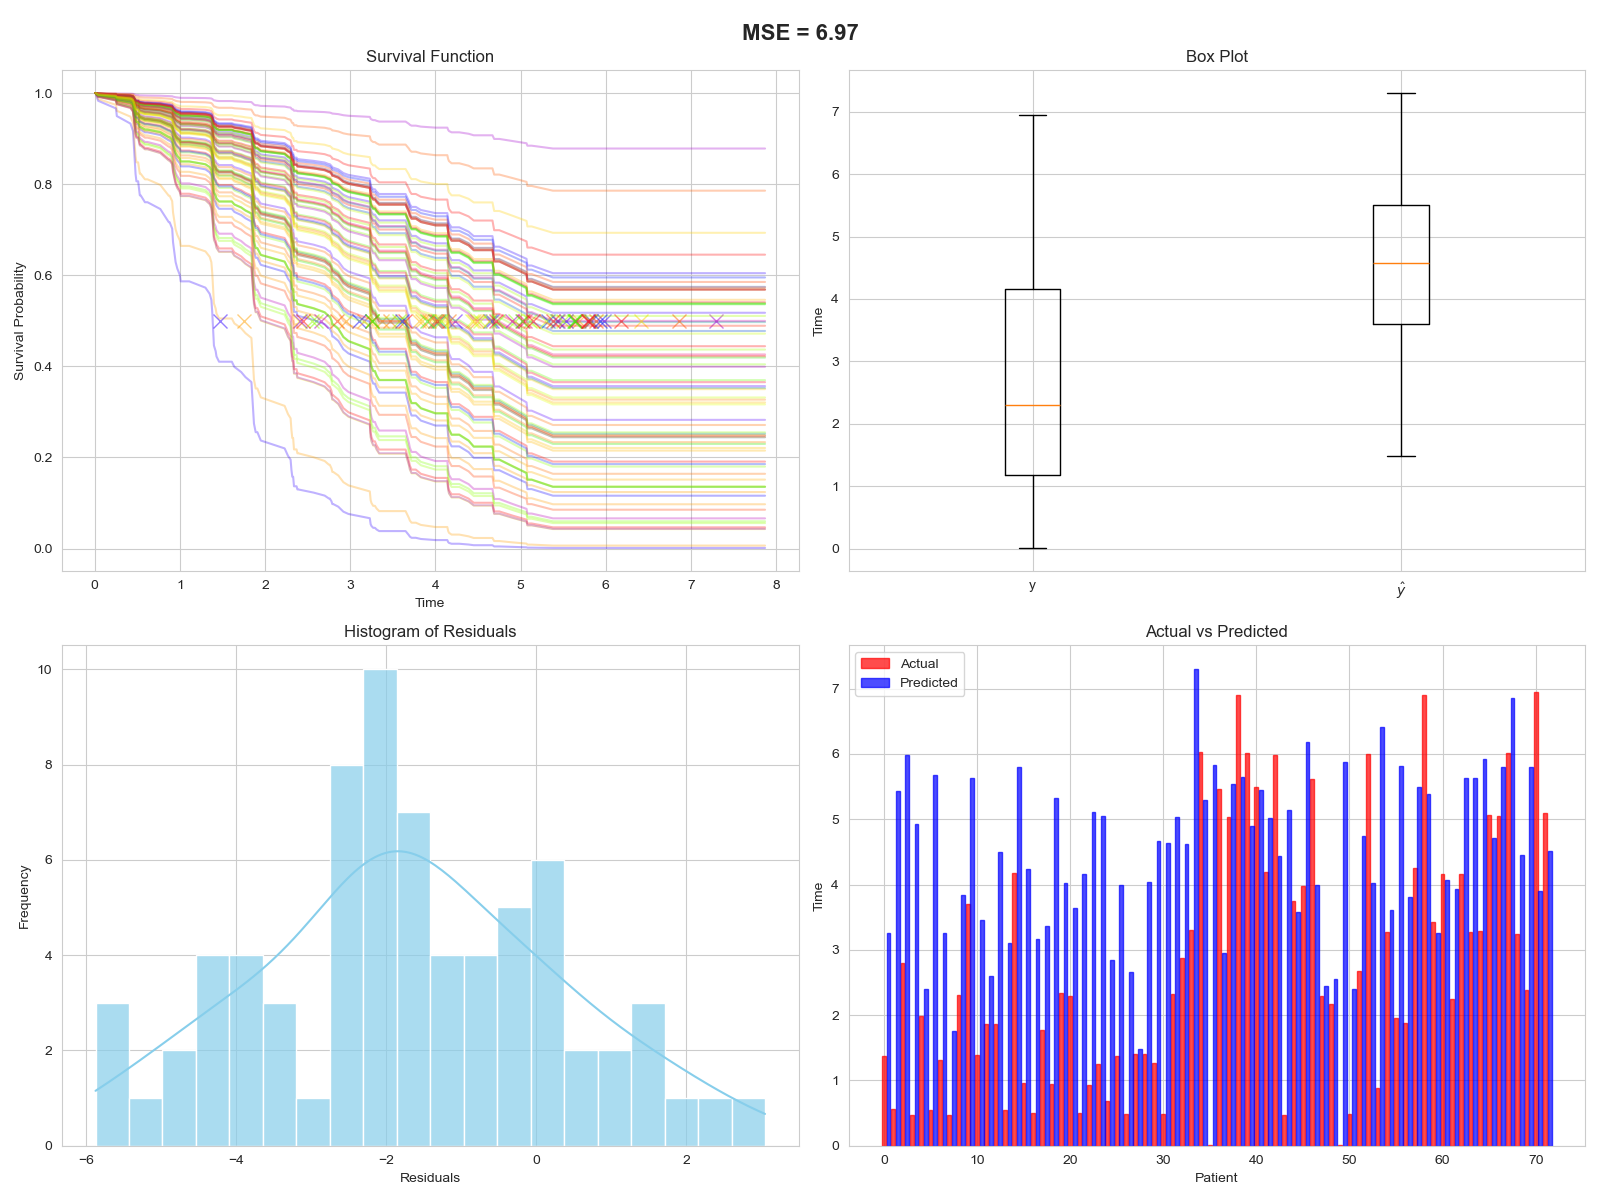 MSE = 6.97
Survival Function
1.0
0.8
0.6
0.4
0.2
0.0
Survival Probability
0 1 2 3 4 5 6 7 8
Time
Box Plot
7
6
5
4
3
2
1
0
Time
y ŷ
Histogram of Residuals
10
8
6
4
2
0
Frequency
−6 −4 −2 0 2
Residuals
Actual vs Predicted
Actual
Predicted
7
6
5
4
3
2
1
0
Time
0 10 20 30 40 50 60 70
Patient